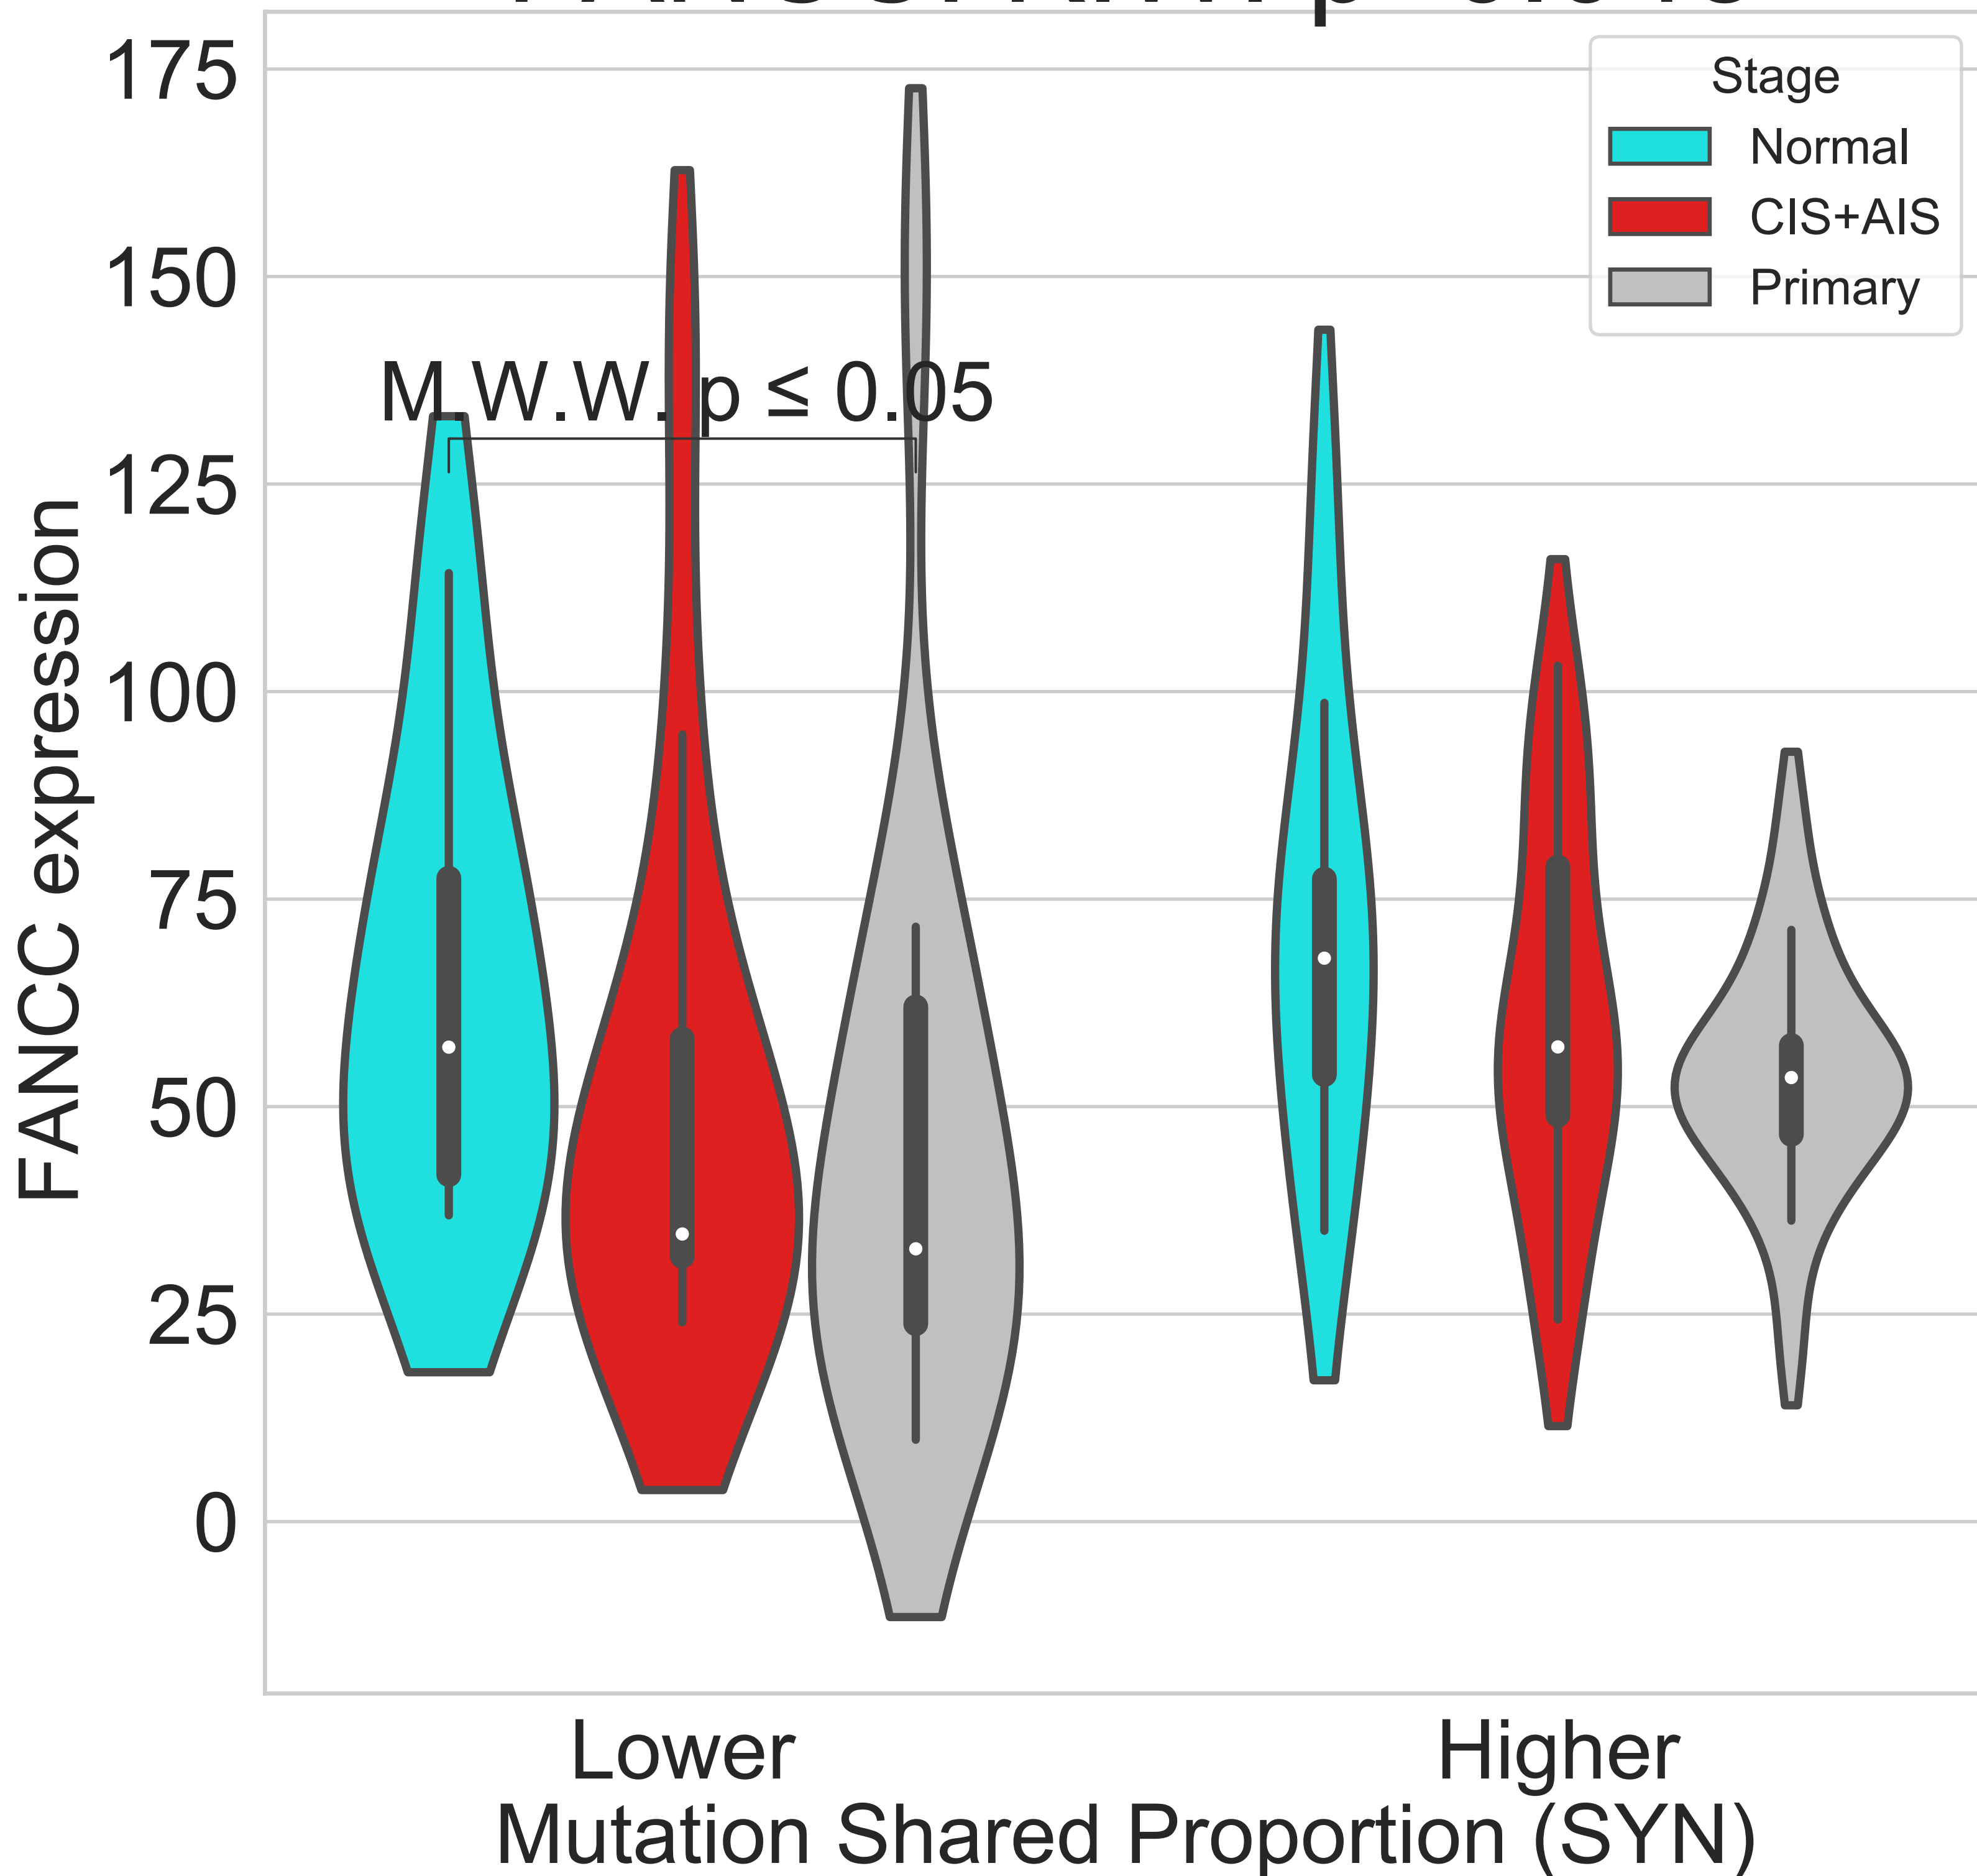 175
150
125
100
75
50
25
0
FANCC expression
Stage
Normal
CIS+AIS
Primary
M.W.W. p ≤ 0.05
Lower
Higher
Mutation Shared Proportion (SYN)